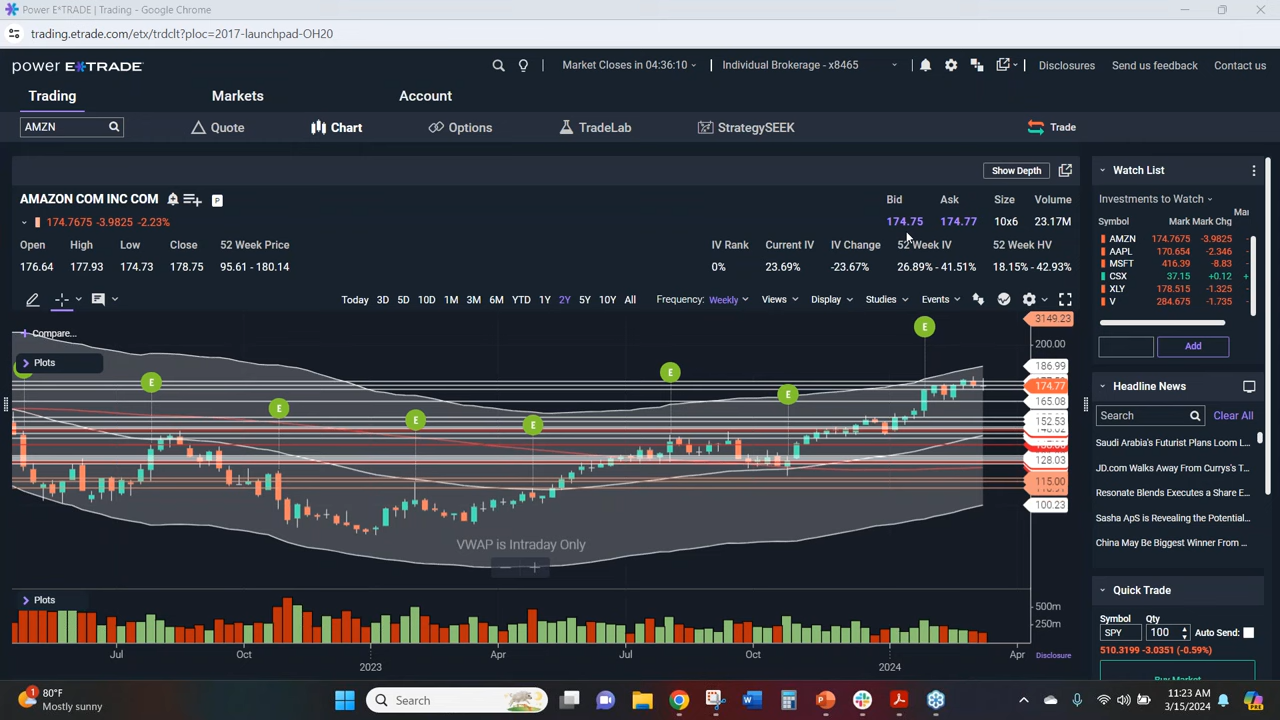 Power E*TRADE | Trading - Google Chrome
trading.etrade.com/etx/trdclt?ploc=2017-launchpad-OH20
power E*TRADE Market Closes in 04:36:10 Individual Brokerage - x8465 Disclosures Send us feedback Contact us
Trading Markets Account
AMZN Quote Chart Options TradeLab StrategySEEK Trade
Show Depth
Watch List
AMAZON COM INC COM P Bid Ask Size Volume
Investments to Watch
174.7675 -3.9825 -2.23% 174.75 174.77 10x6 23.17M
Symbol Mark Mark Chg Mar
Open High Low Close 52 Week Price IV Rank Current IV IV Change 52 Week IV 52 Week HV
176.64 177.93 174.73 178.75 95.61 - 180.14 0% 23.69% -23.67% 26.89% - 41.51% 18.15% - 42.93%
AMZN 174.7675 -3.9825
AAPL 170.654 -2.346
MSFT 416.39 -8.83
CSX 37.15 +0.12 +
XLY 178.515 -1.325
V 284.675 -1.735
Today 3D 5D 10D 1M 3M 6M YTD 1Y 2Y 5Y 10Y All Frequency: Weekly Views Display Studies Events
Add
+ Compare...
Plots
3149.23
200.00
186.99
174.77
165.08
152.53
128.03
115.00
100.23
E
E
E
E
E
E
E
VWAP is Intraday Only
- +
Headline News
Search Clear All
Saudi Arabia's Futurist Plans Loom L...
JD.com Walks Away From Currys's T...
Resonate Blends Executes a Share E...
Sasha ApS is Revealing the Potential...
China May Be Biggest Winner From ...
Plots
500m
250m
Jul Oct Apr Jul Oct Apr
2023 2024
Disclosure
Quick Trade
Symbol Qty
SPY 100 Auto Send:
510.3199 -3.0351 (-0.59%)
Buy Market
1
80°F
Mostly sunny
Search
11:23 AM
3/15/2024